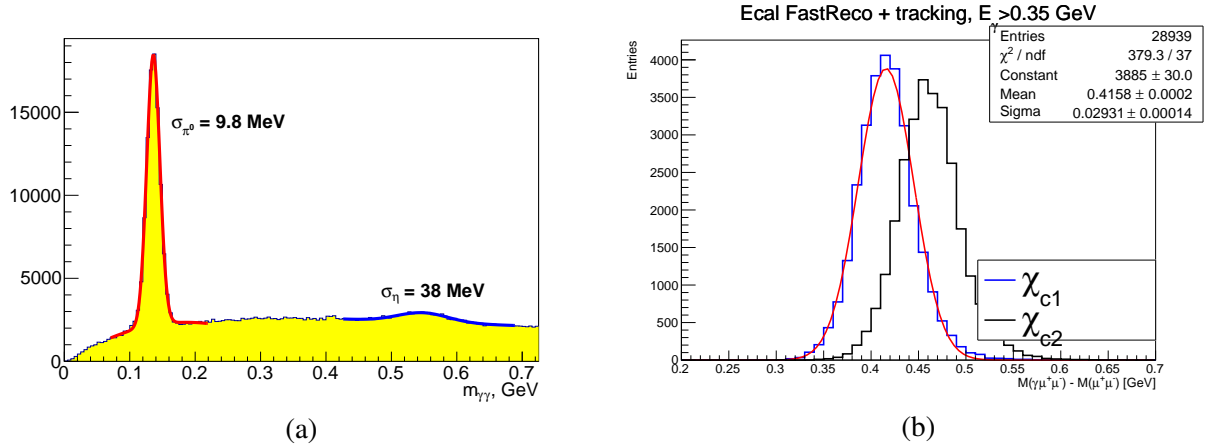 σπ⁰ = 9.8 MeV
ση = 38 MeV
15000
10000
5000
0
0 0.1 0.2 0.3 0.4 0.5 0.6 0.7
mγγ, GeV
(a)
Ecal FastReco + tracking, Eγ>0.35 GeV
Entries
Entries 28939
χ² / ndf 379.3 / 37
Constant 3885 ± 30.0
Mean 0.4158 ± 0.0002
Sigma 0.02931 ± 0.00014
4000
3500
3000
2500
2000
1500
1000
500
0
χc1
χc2
0.2 0.25 0.3 0.35 0.4 0.45 0.5 0.55 0.6 0.65 0.7
M(γμ⁺μ⁻) - M(μ⁺μ⁻) [GeV]
(b)